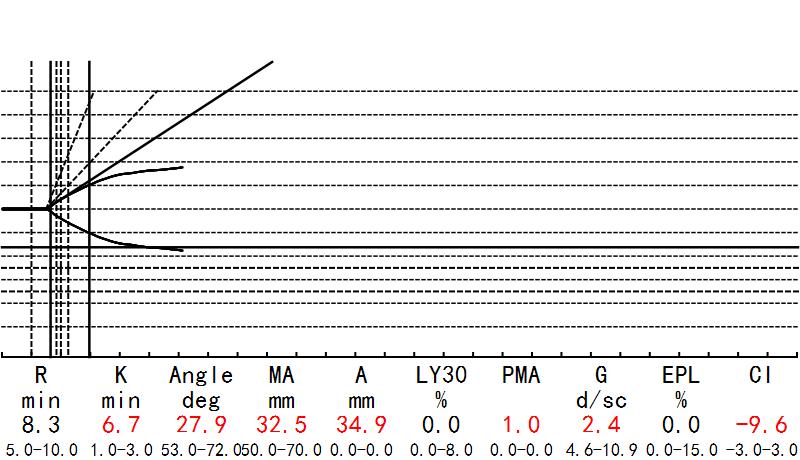 R K Angle MA A LY30 PMA G EPL CI
min min deg mm mm % d/sc %
8.3 6.7 27.9 32.5 34.9 0.0 1.0 2.4 0.0 -9.6
5.0-10.0 1.0-3.0 53.0-72.0 50.0-70.0 0.0-0.0 0.0-8.0 0.0-0.0 4.6-10.9 0.0-15.0 -3.0-3.0